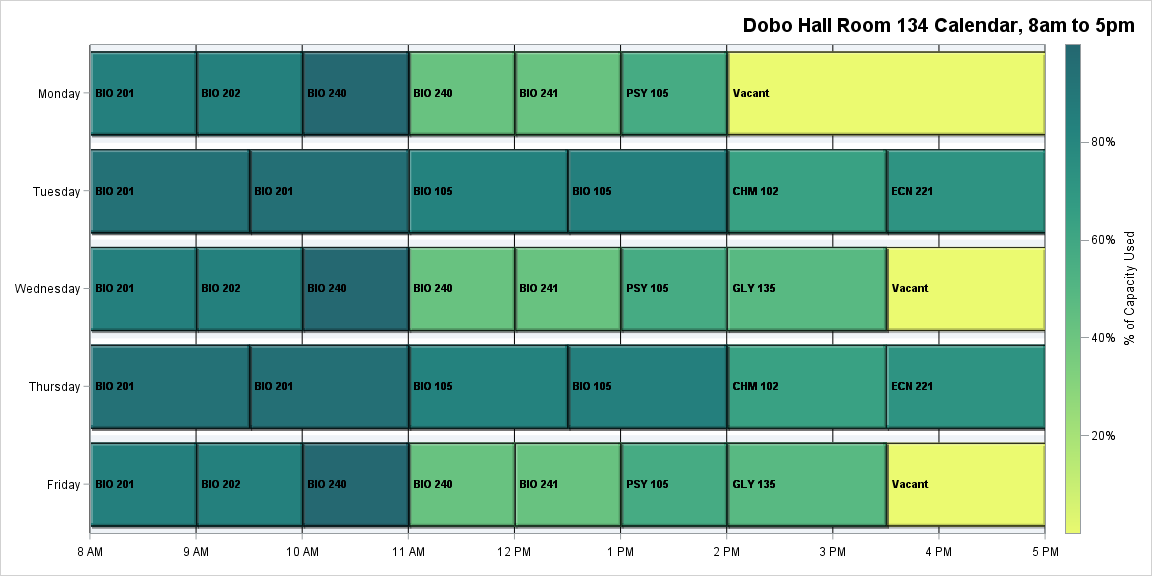 Dobo Hall Room 134 Calendar, 8am to 5pm
Monday BIO 201 BIO 202 BIO 240 BIO 240 BIO 241 PSY 105 Vacant
80%
Tuesday BIO 201 BIO 201 BIO 105 BIO 105 CHM 102 ECN 221
60%
% of Capacity Used
Wednesday BIO 201 BIO 202 BIO 240 BIO 240 BIO 241 PSY 105 GLY 135 Vacant
40%
Thursday BIO 201 BIO 201 BIO 105 BIO 105 CHM 102 ECN 221
20%
Friday BIO 201 BIO 202 BIO 240 BIO 240 BIO 241 PSY 105 GLY 135 Vacant
8 AM 9 AM 10 AM 11 AM 12 PM 1 PM 2 PM 3 PM 4 PM 5 PM